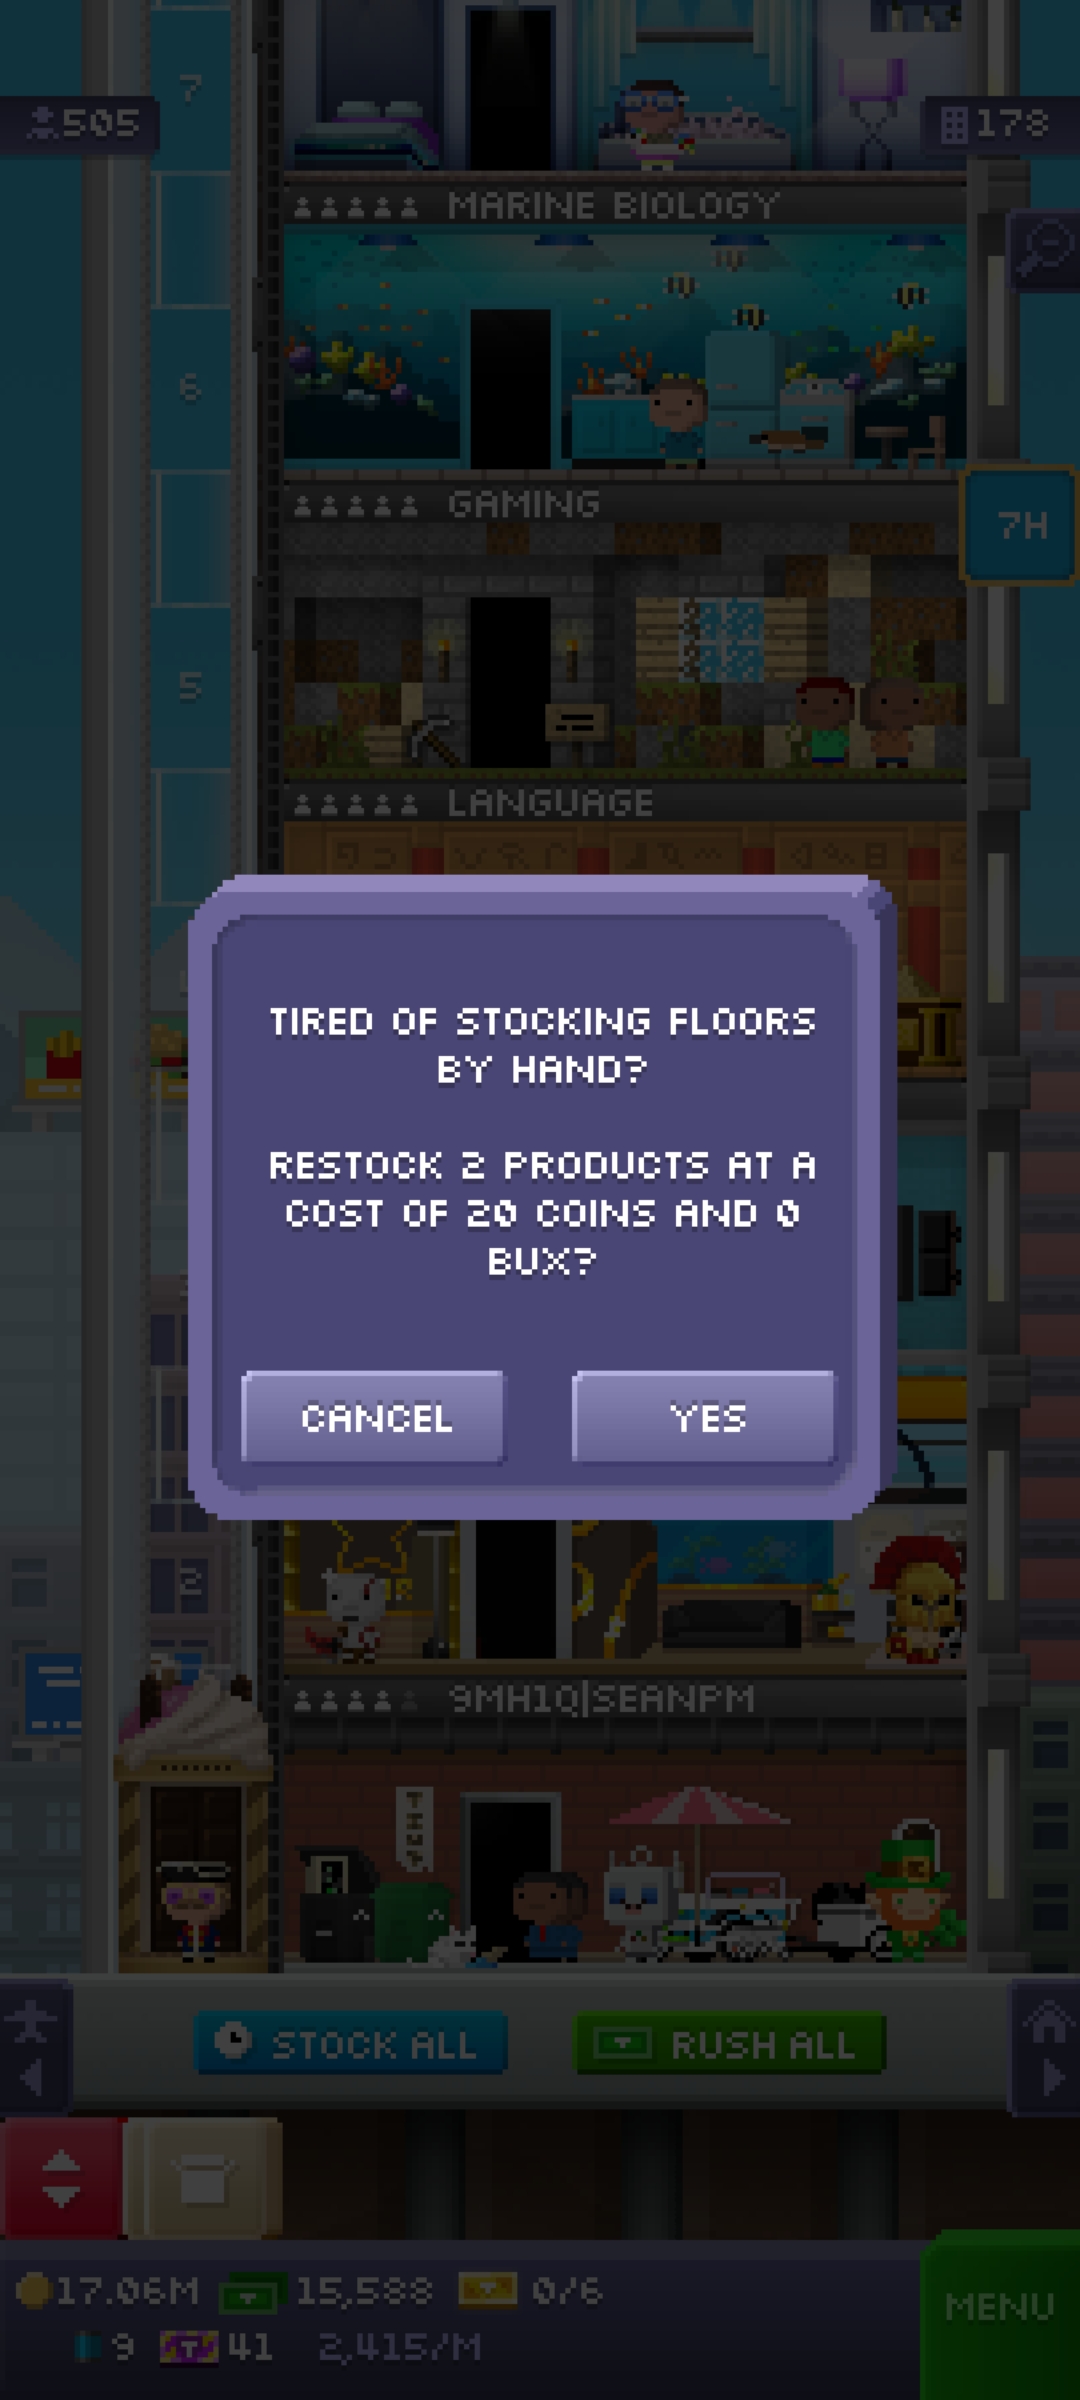 7
505
178
MARINE BIOLOGY
6
GAMING
7H
5
LANGUAGE
TIRED OF STOCKING FLOORS
BY HAND?
RESTOCK 2 PRODUCTS AT A
COST OF 20 COINS AND 0
BUX?
CANCEL
YES
2
9MH1Q|SEANPM
STOCK ALL
RUSH ALL
17.06M
15,588
0/6
MENU
9
41
2,415/M